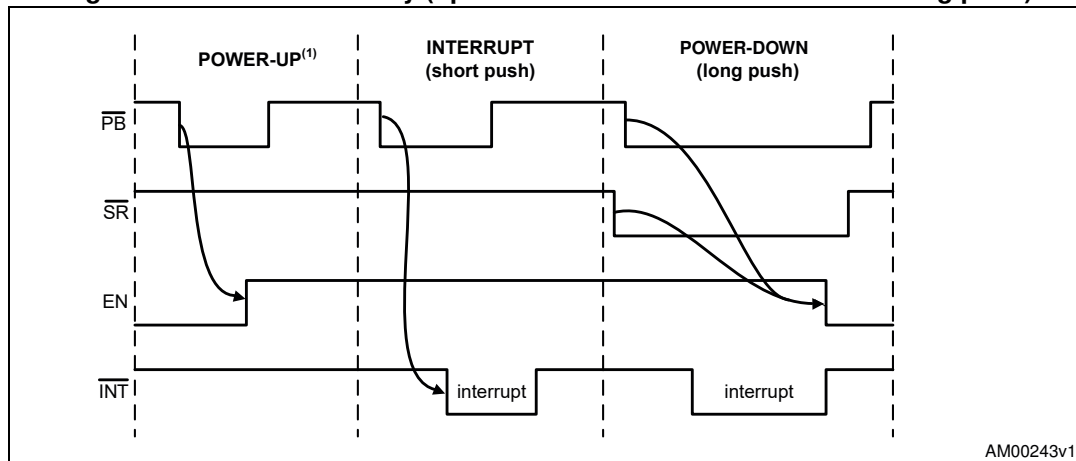 POWER-UP(1)
INTERRUPT
(short push)
POWER-DOWN
(long push)
PB
SR
EN
INT
interrupt
interrupt
AM00243v1